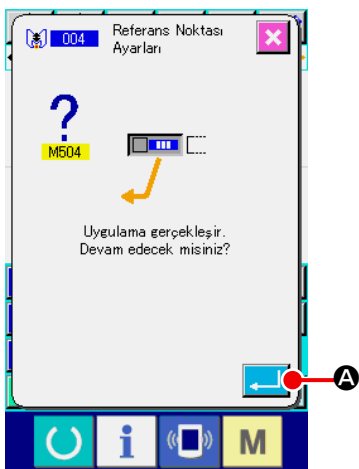 004
Referans Noktası
Ayarları
?
M504
Uygulama gerçekleşir.
Devam edecek misiniz?
A
i
M